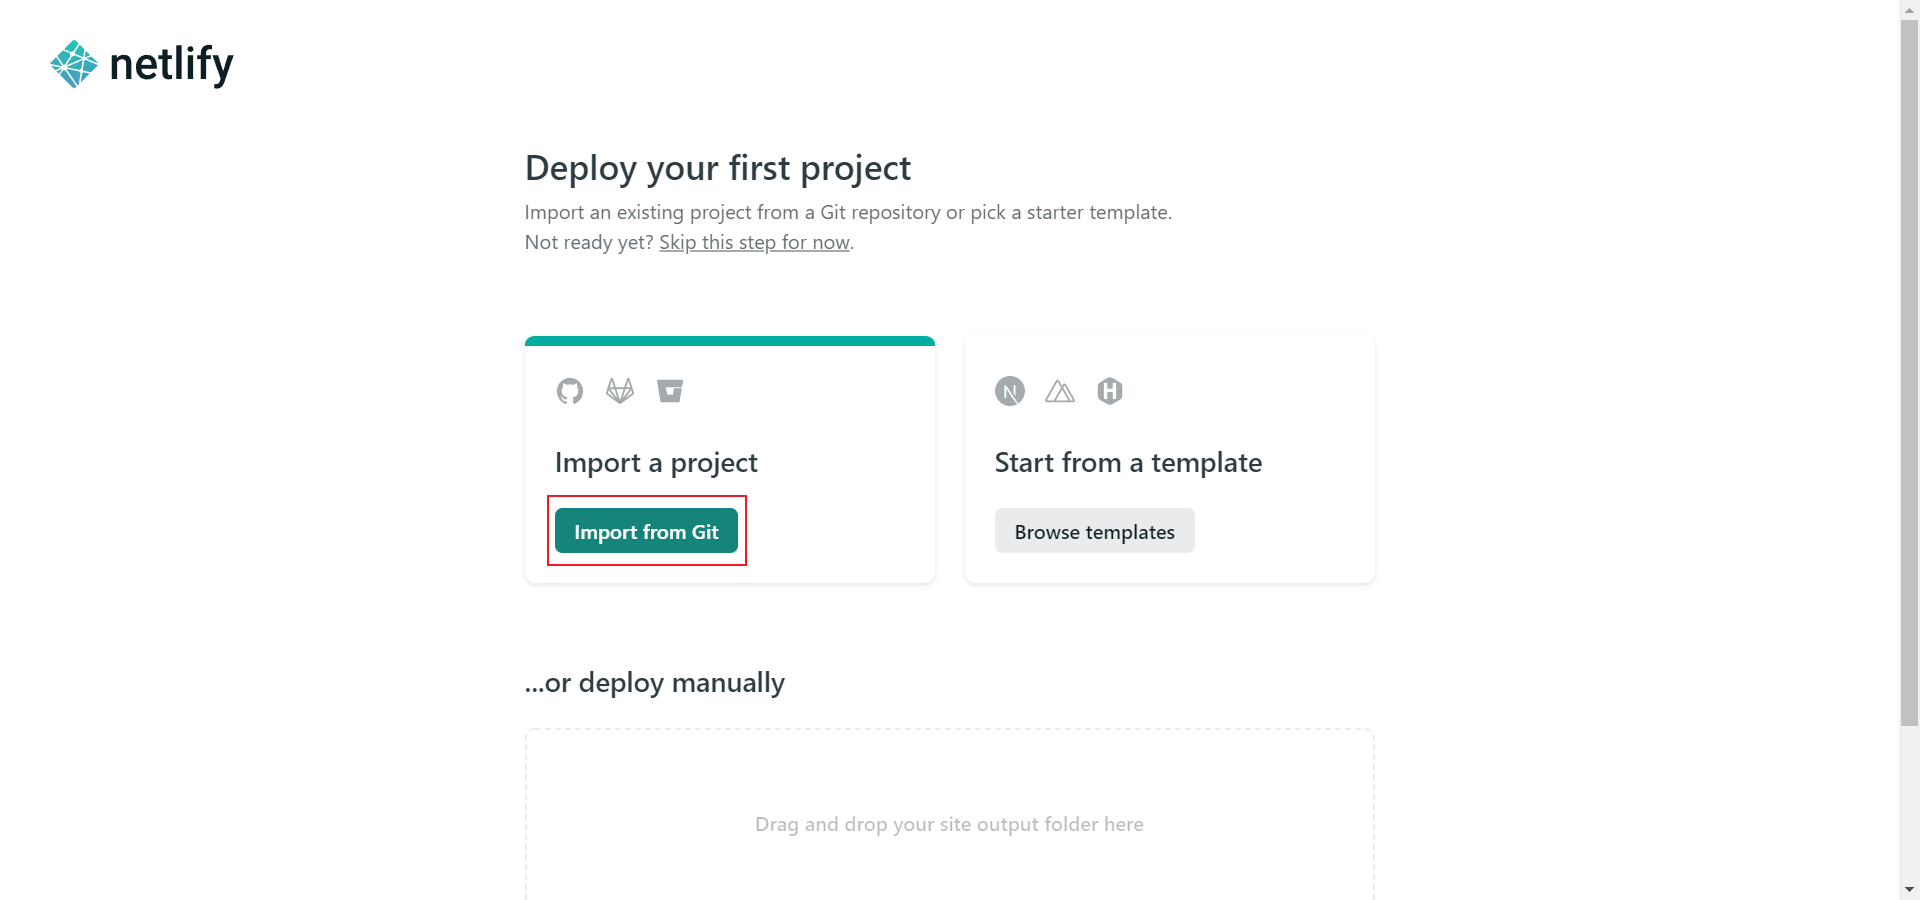 netlify
Deploy your first project
Import an existing project from a Git repository or pick a starter template.
Not ready yet? Skip this step for now.
Import a project
Import from Git
N
H
Start from a template
Browse templates
...or deploy manually
Drag and drop your site output folder here